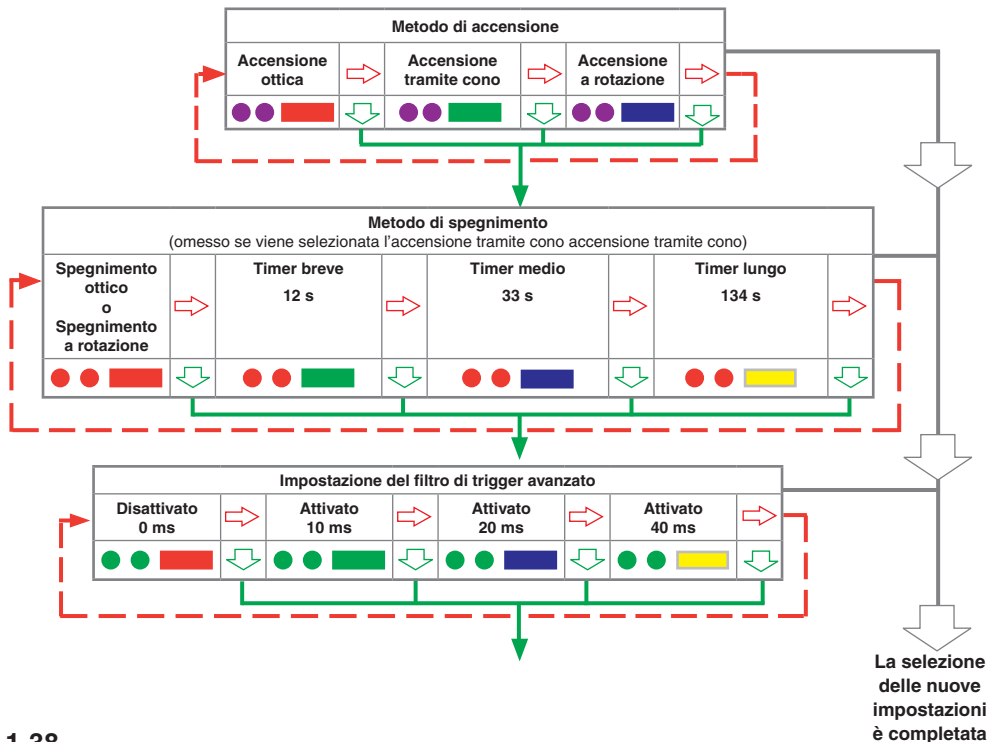 Metodo di accensione
Accensione
ottica
Accensione
tramite cono
Accensione
a rotazione
Metodo di spegnimento
(omesso se viene selezionata l'accensione tramite cono accensione tramite cono)
Spegnimento
ottico
o
Spegnimento
a rotazione
Timer breve
12 s
Timer medio
33 s
Timer lungo
134 s
Impostazione del filtro di trigger avanzato
Disattivato
0 ms
Attivato
10 ms
Attivato
20 ms
Attivato
40 ms
La selezione
delle nuove
impostazioni
è completata
1-38